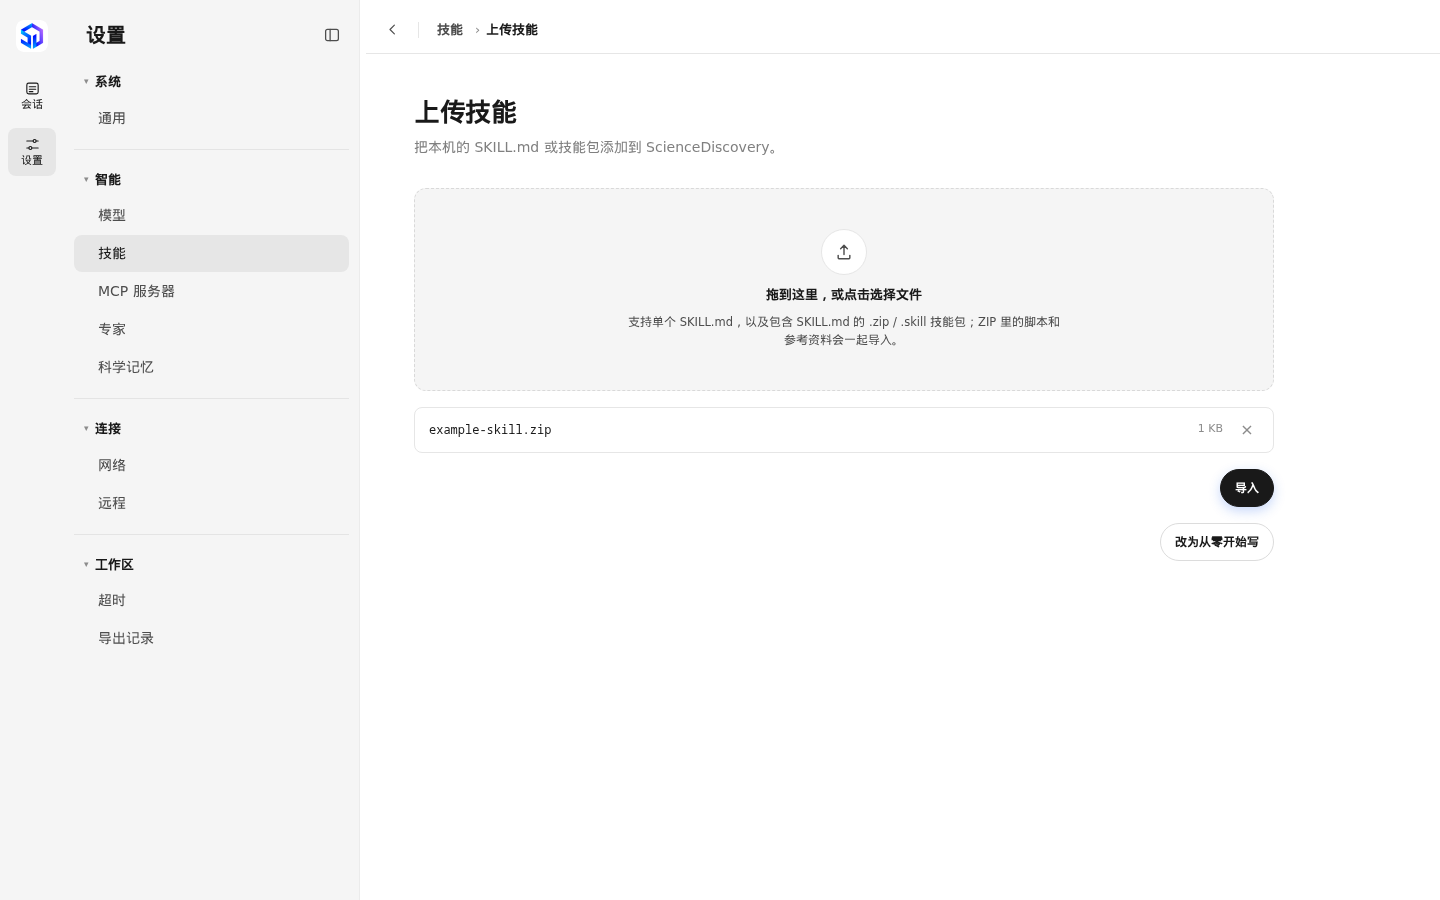 会话
设置
设置
系统
通用
智能
模型
技能
MCP 服务器
专家
科学记忆
连接
网络
远程
工作区
超时
导出记录
技能 › 上传技能
上传技能
把本机的 SKILL.md 或技能包添加到 ScienceDiscovery。
拖到这里，或点击选择文件
支持单个 SKILL.md，以及包含 SKILL.md 的 .zip / .skill 技能包；ZIP 里的脚本和
参考资料会一起导入。
example-skill.zip 1 KB
导入
改为从零开始写